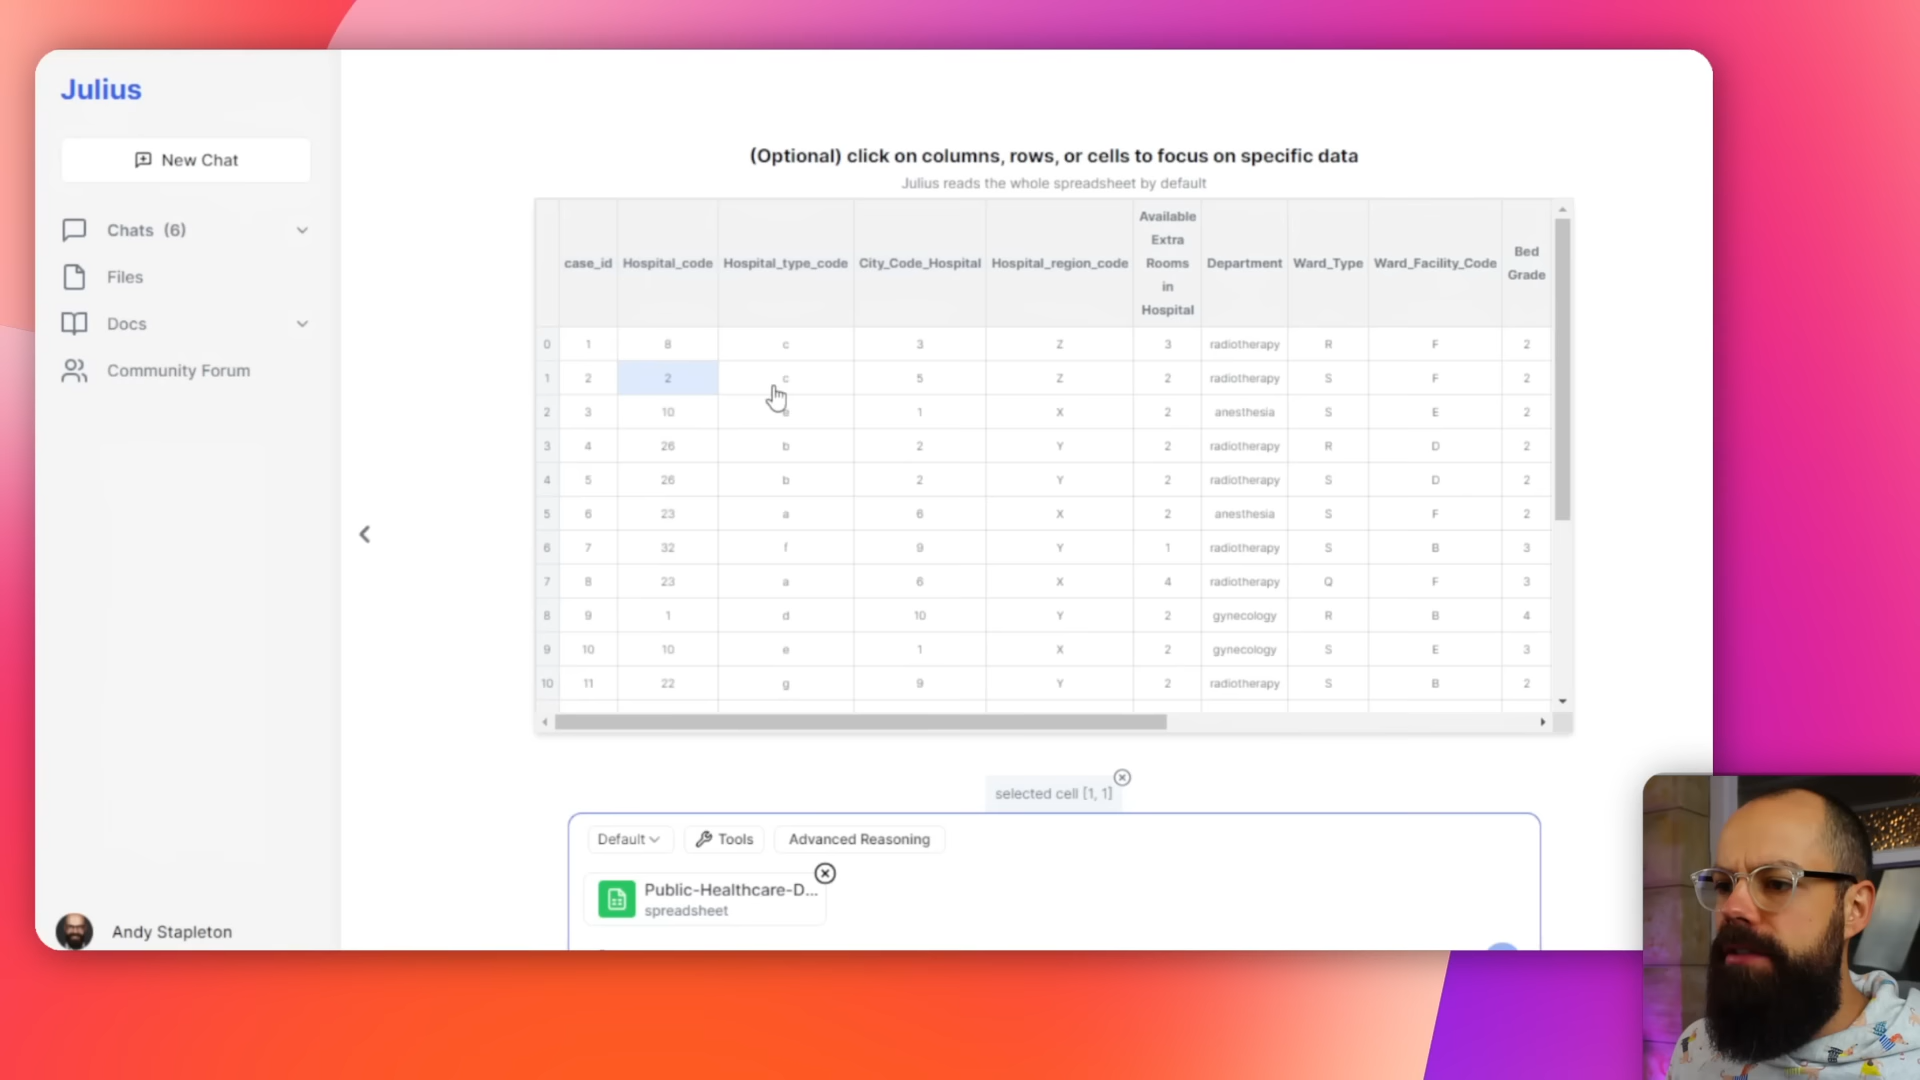 Julius
New Chat
Chats (6)
Files
Docs
Community Forum
Andy Stapleton
(Optional) click on columns, rows, or cells to focus on specific data
Julius reads the whole spreadsheet by default
case_id Hospital_code Hospital_type_code City_Code_Hospital Hospital_region_code Available Extra Rooms in Hospital Department Ward_Type Ward_Facility_Code Bed Grade
0 1 8 c 3 Z 3 radiotherapy R F 2
1 2 2 c 5 Z 2 radiotherapy S F 2
2 3 10 e 1 X 2 anesthesia S E 2
3 4 26 b 2 Y 2 radiotherapy R D 2
4 5 26 b 2 Y 2 radiotherapy S D 2
5 6 23 a 6 X 2 anesthesia S F 2
6 7 32 f 9 Y 1 radiotherapy S B 3
7 8 23 a 6 X 4 radiotherapy Q F 3
8 9 1 d 10 Y 2 gynecology R B 4
9 10 10 e 1 X 2 gynecology S E 3
10 11 22 g 9 Y 2 radiotherapy S B 2
selected cell [1, 1]
Default Tools Advanced Reasoning
Public-Healthcare-D...
spreadsheet